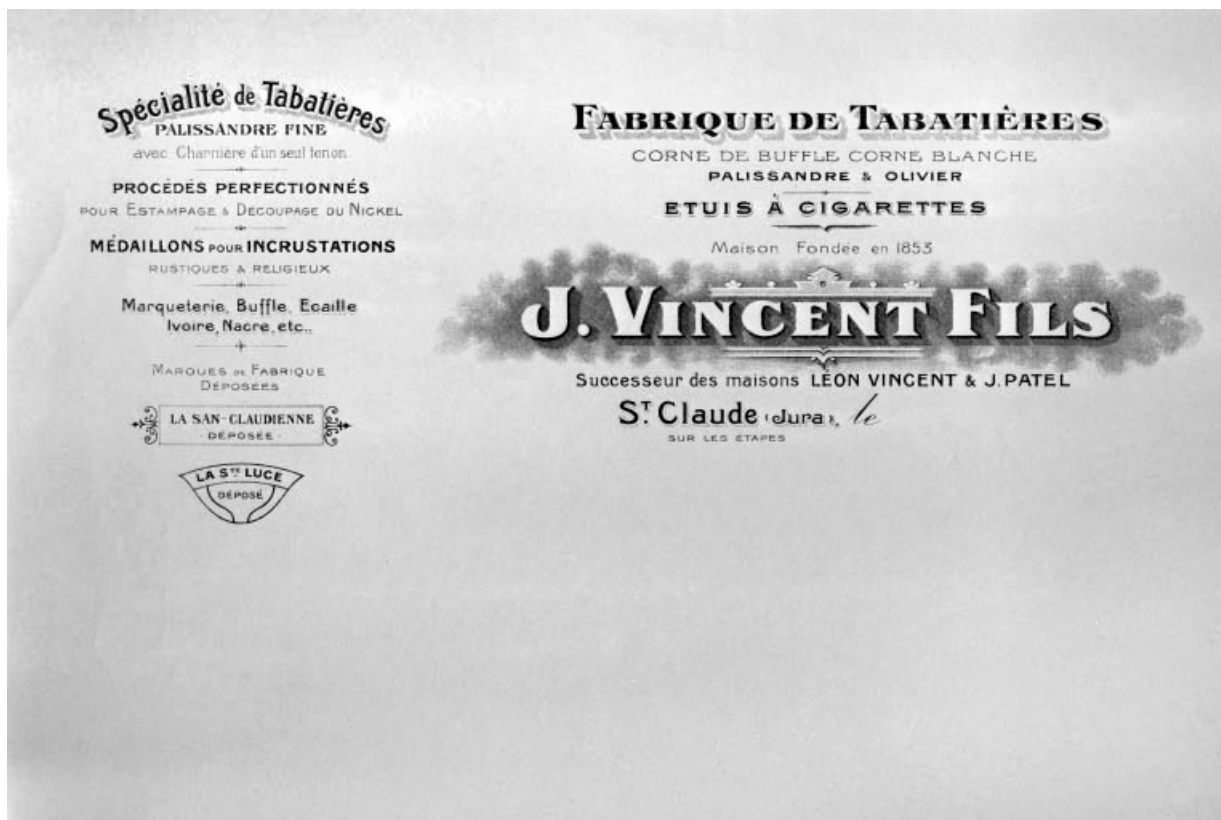 Spécialité de Tabatières
PALISSANDRE FINE
avec Charnière d'un seul tenon
PROCÉDÉS PERFECTIONNÉS
POUR ESTAMPAGE & DÉCOUPAGE DU NICKEL
MÉDAILLONS POUR INCRUSTATIONS
RUSTIQUES & RELIGIEUX
Marqueterie, Buffle, Ecaille
Ivoire, Nacre, etc..
MARQUES DE FABRIQUE
DÉPOSÉES
LA SAN-CLAUDIENNE
· DÉPOSÉE ·
LA STE LUCE
DÉPOSÉ
FABRIQUE DE TABATIÈRES
CORNE DE BUFFLE CORNE BLANCHE
PALISSANDRE & OLIVIER
ETUIS À CIGARETTES
Maison Fondée en 1853
J. VINCENT FILS
Successeur des maisons LÉON VINCENT & J. PATEL
ST Claude (Jura), le
SUR LES ÉTAPES